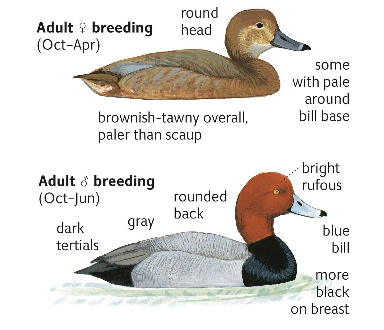 Adult ♀ breeding
(Oct–Apr)
round
head
some
with pale
around
bill base
brownish-tawny overall,
paler than scaup
Adult ♂ breeding
(Oct–Jun)
bright
rufous
rounded
back
gray
dark
tertials
blue
bill
more
black
on breast